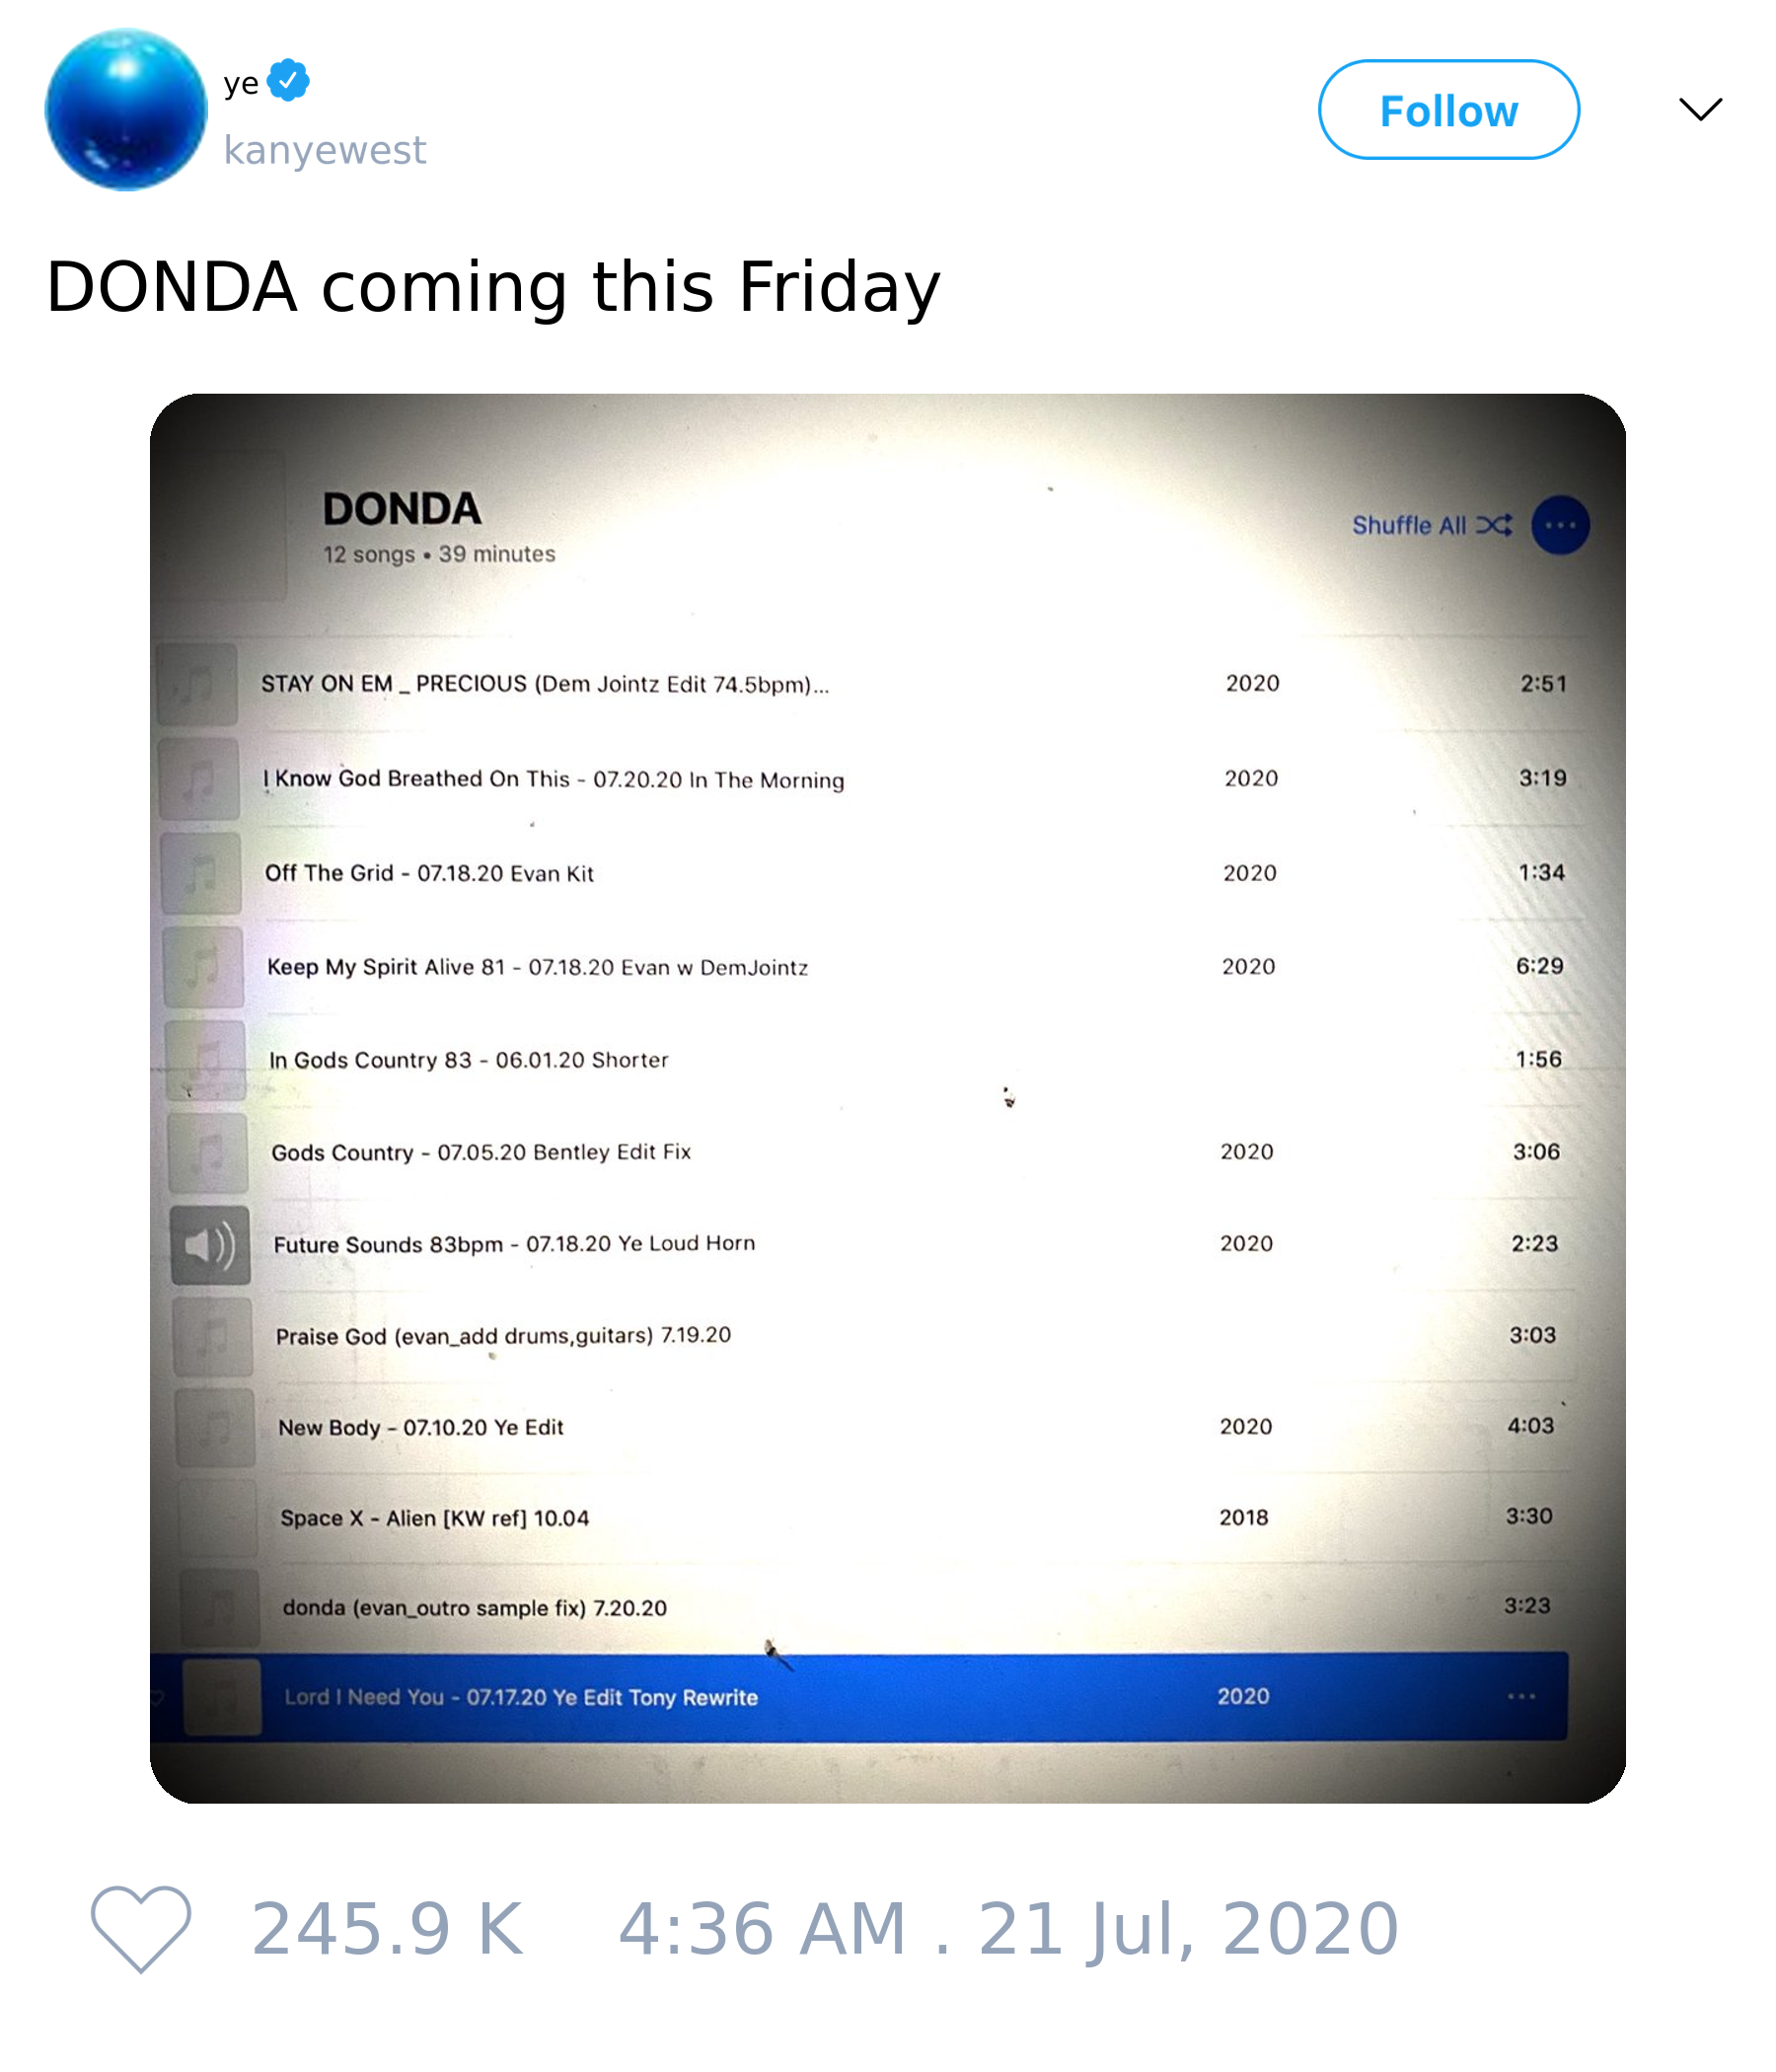 ye
kanyewest
Follow
DONDA coming this Friday
DONDA
12 songs • 39 minutes
Shuffle All
STAY ON EM _ PRECIOUS (Dem Jointz Edit 74.5bpm)... 2020 2:51
I Know God Breathed On This - 07.20.20 In The Morning 2020 3:19
Off The Grid - 07.18.20 Evan Kit 2020 1:34
Keep My Spirit Alive 81 - 07.18.20 Evan w DemJointz 2020 6:29
In Gods Country 83 - 06.01.20 Shorter 1:56
Gods Country - 07.05.20 Bentley Edit Fix 2020 3:06
Future Sounds 83bpm - 07.18.20 Ye Loud Horn 2020 2:23
Praise God (evan_add drums,guitars) 7.19.20 3:03
New Body - 07.10.20 Ye Edit 2020 4:03
Space X - Alien [KW ref] 10.04 2018 3:30
donda (evan_outro sample fix) 7.20.20 3:23
Lord I Need You - 07.17.20 Ye Edit Tony Rewrite 2020 ...
245.9 K 4:36 AM . 21 Jul, 2020